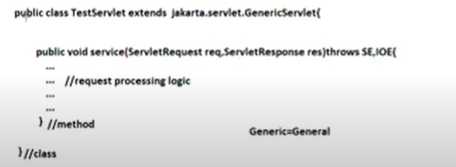 public class TestServlet extends jakarta.servlet.GenericServlet{
public void service(ServletRequest req,ServletResponse res)throws SE,IOE{
...
... //request processing logic
...
...
} //method
Generic=General
}//class